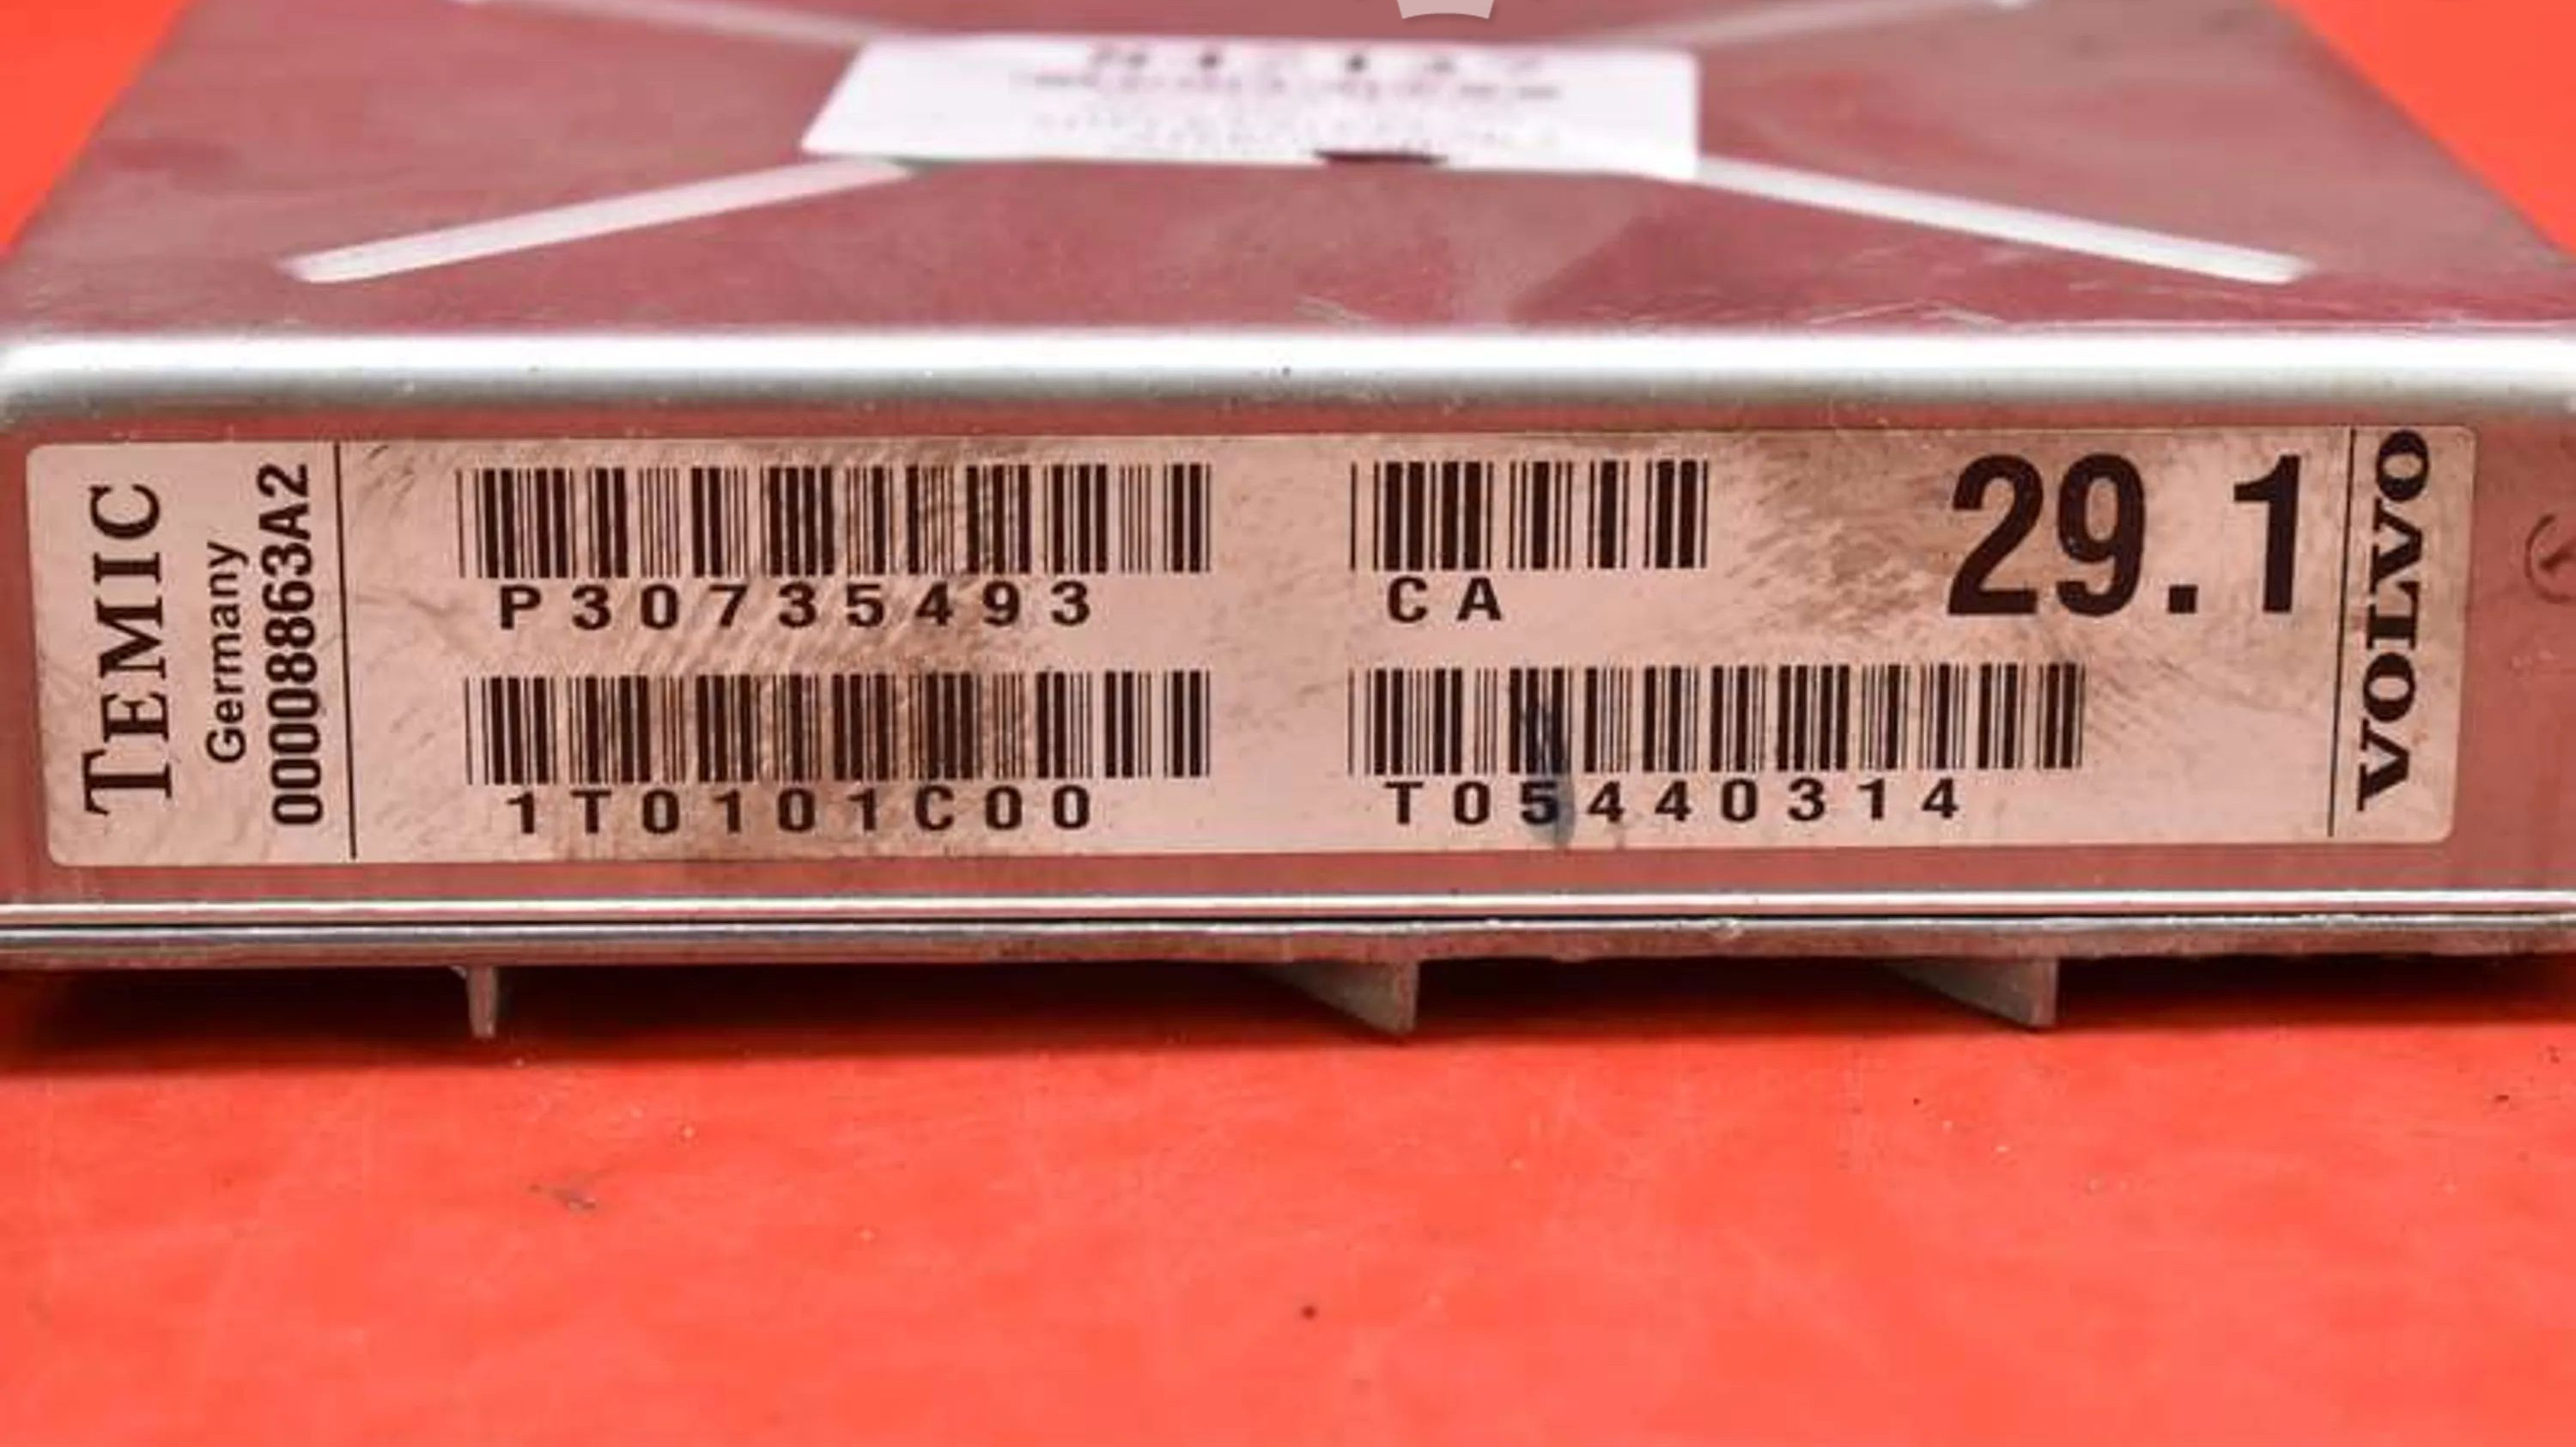 TEMIC
Germany
00008863A2
P30735493
CA
29.1
1T0101C00
T05440314
VOLVO